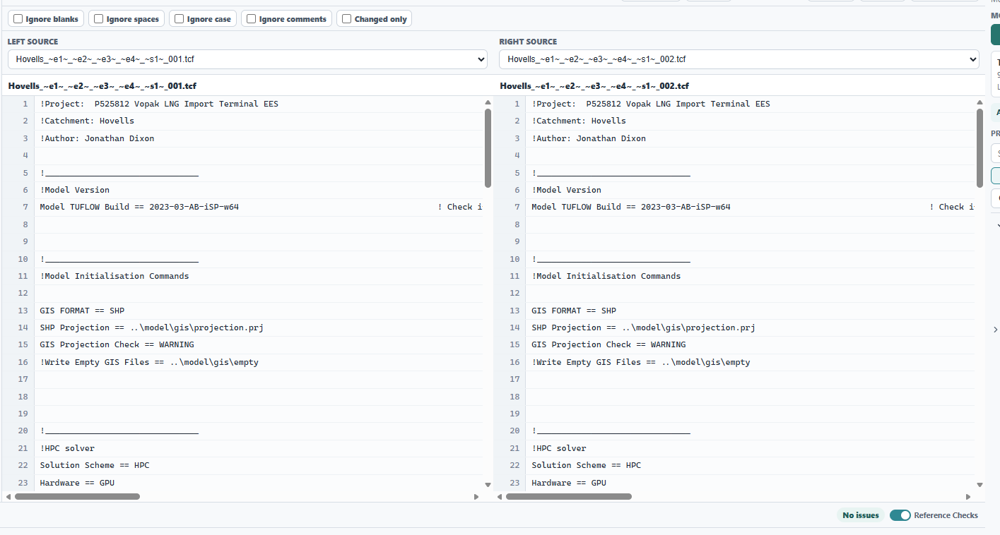 Ignore blanks
Ignore spaces
Ignore case
Ignore comments
Changed only
LEFT SOURCE
RIGHT SOURCE
Hovells_~e1~_~e2~_~e3~_~e4~_~s1~_001.tcf
Hovells_~e1~_~e2~_~e3~_~e4~_~s1~_002.tcf
Hovells_~e1~_~e2~_~e3~_~e4~_~s1~_001.tcf
1 !Project:  P525812 Vopak LNG Import Terminal EES
2 !Catchment: Hovells
3 !Author: Jonathan Dixon
4
5 !_______________________________
6 !Model Version
7 Model TUFLOW Build == 2023-03-AB-iSP-w64 ! Check i
8
9
10 !_______________________________
11 !Model Initialisation Commands
12
13 GIS FORMAT == SHP
14 SHP Projection == ..\model\gis\projection.prj
15 GIS Projection Check == WARNING
16 !Write Empty GIS Files == ..\model\gis\empty
17
18
19
20 !_______________________________
21 !HPC solver
22 Solution Scheme == HPC
23 Hardware == GPU
Hovells_~e1~_~e2~_~e3~_~e4~_~s1~_002.tcf
1 !Project:  P525812 Vopak LNG Import Terminal EES
2 !Catchment: Hovells
3 !Author: Jonathan Dixon
4
5 !_______________________________
6 !Model Version
7 Model TUFLOW Build == 2023-03-AB-iSP-w64 ! Check i
8
9
10 !_______________________________
11 !Model Initialisation Commands
12
13 GIS FORMAT == SHP
14 SHP Projection == ..\model\gis\projection.prj
15 GIS Projection Check == WARNING
16 !Write Empty GIS Files == ..\model\gis\empty
17
18
19
20 !_______________________________
21 !HPC solver
22 Solution Scheme == HPC
23 Hardware == GPU
No issues
Reference Checks